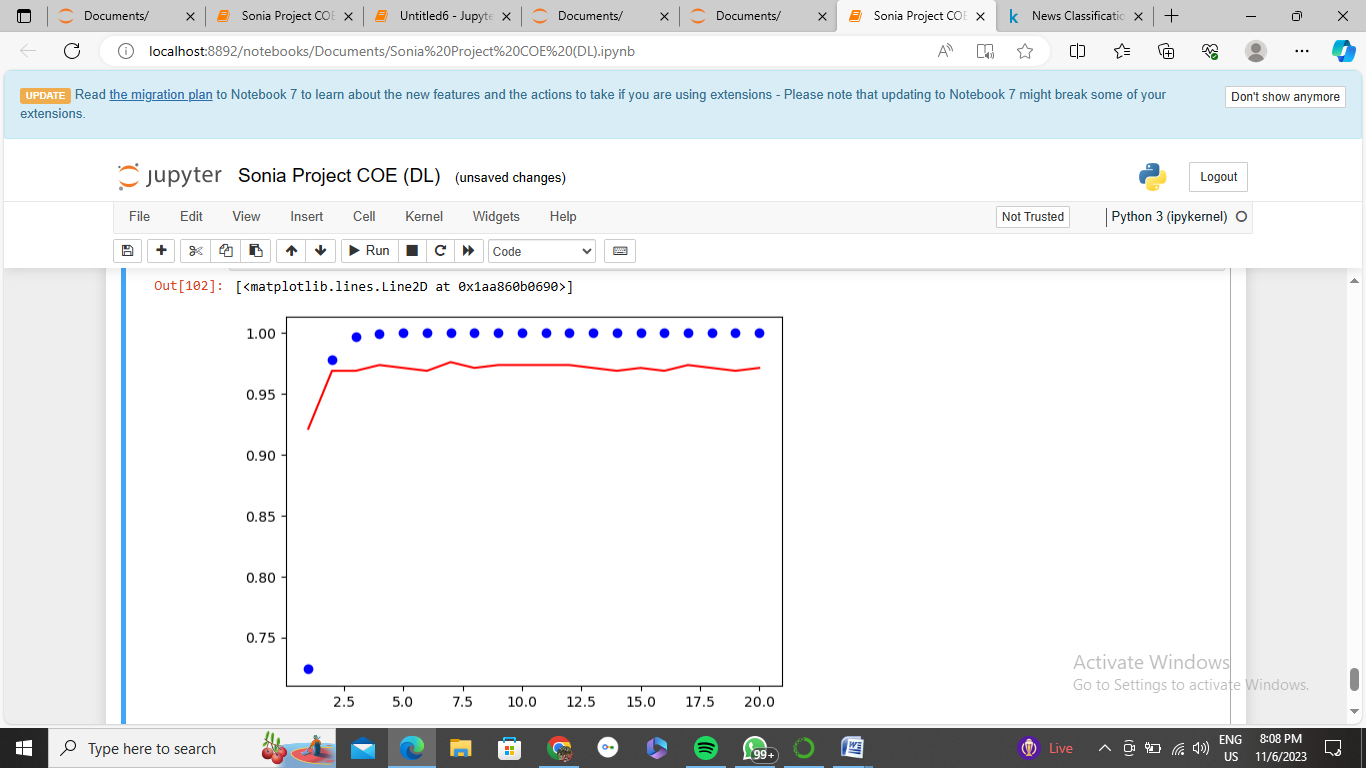 Documents/
Sonia Project COE
Untitled6 - Jupyte
Documents/
Documents/
Sonia Project COE
k News Classificatio
localhost:8892/notebooks/Documents/Sonia%20Project%20COE%20(DL).ipynb
UPDATE Read the migration plan to Notebook 7 to learn about the new features and the actions to take if you are using extensions - Please note that updating to Notebook 7 might break some of your
extensions.
Don't show anymore
jupyter Sonia Project COE (DL) (unsaved changes)
Logout
File Edit View Insert Cell Kernel Widgets Help
Not Trusted
Python 3 (ipykernel)
Run
Code
Out[102]: [<matplotlib.lines.Line2D at 0x1aa860b0690>]
1.00
0.95
0.90
0.85
0.80
0.75
2.5 5.0 7.5 10.0 12.5 15.0 17.5 20.0
Activate Windows
Go to Settings to activate Windows.
Type here to search
99+
Live
ENG
US
8:08 PM
11/6/2023